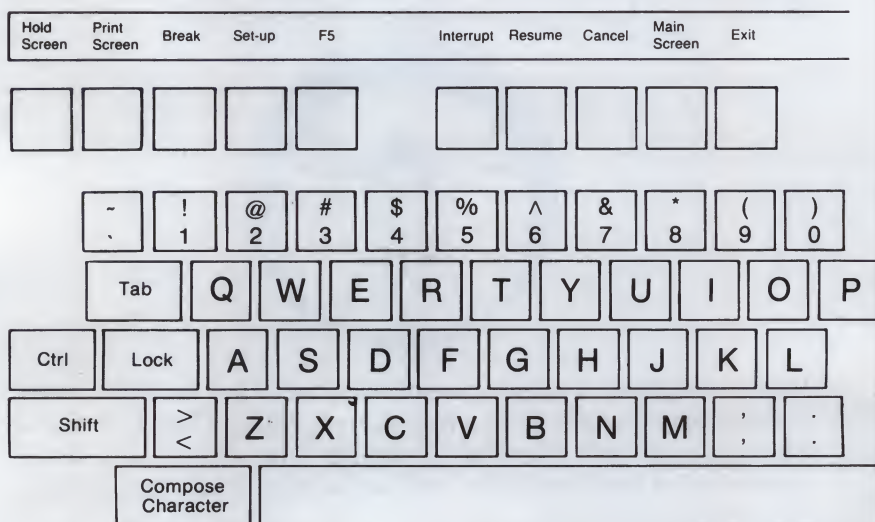 Hold Screen Print Screen Break Set-up F5 Interrupt Resume Cancel Main Screen Exit
~ ! @ # $ % ^ & * ( )
` 1 2 3 4 5 6 7 8 9 0
Tab Q W E R T Y U I O P
Ctrl Lock A S D F G H J K L
Shift > < Z X C V B N M , , . .
Compose
Character